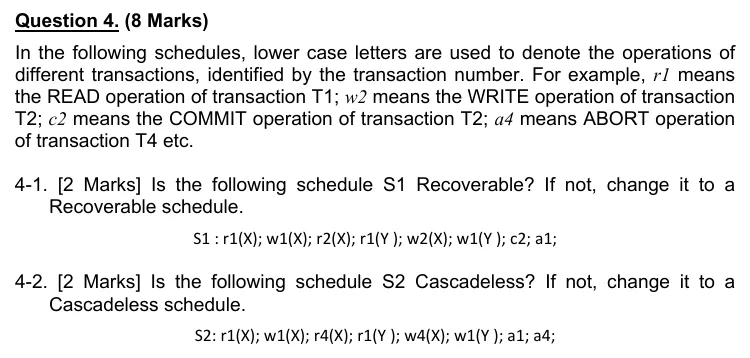 Question 4. (8 Marks)
In the following schedules, lower case letters are used to denote the operations of
different transactions, identified by the transaction number. For example, r1 means
the READ operation of transaction T1; w2 means the WRITE operation of transaction
T2; c2 means the COMMIT operation of transaction T2; a4 means ABORT operation
of transaction T4 etc.
4-1. [2 Marks] Is the following schedule S1 Recoverable? If not, change it to a
Recoverable schedule.
S1 : r1(X); w1(X); r2(X); r1(Y ); w2(X); w1(Y ); c2; a1;
4-2. [2 Marks] Is the following schedule S2 Cascadeless? If not, change it to a
Cascadeless schedule.
S2: r1(X); w1(X); r4(X); r1(Y ); w4(X); w1(Y ); a1; a4;